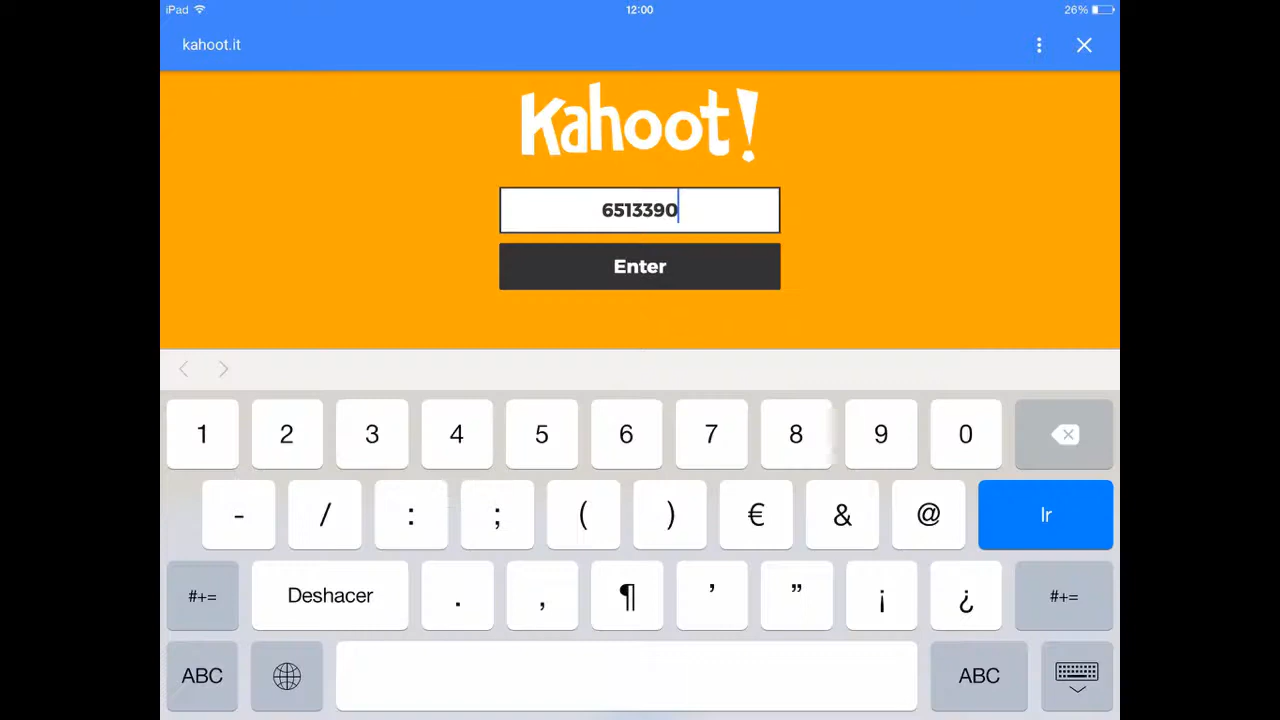 iPad 12:00 26%
kahoot.it
Kahoot!
6513390
Enter
1 2 3 4 5 6 7 8 9 0
- / : ; ( ) € & @ Ir
#+= Deshacer . , ¶ ’ ” ¡ ¿ #+=
ABC ABC